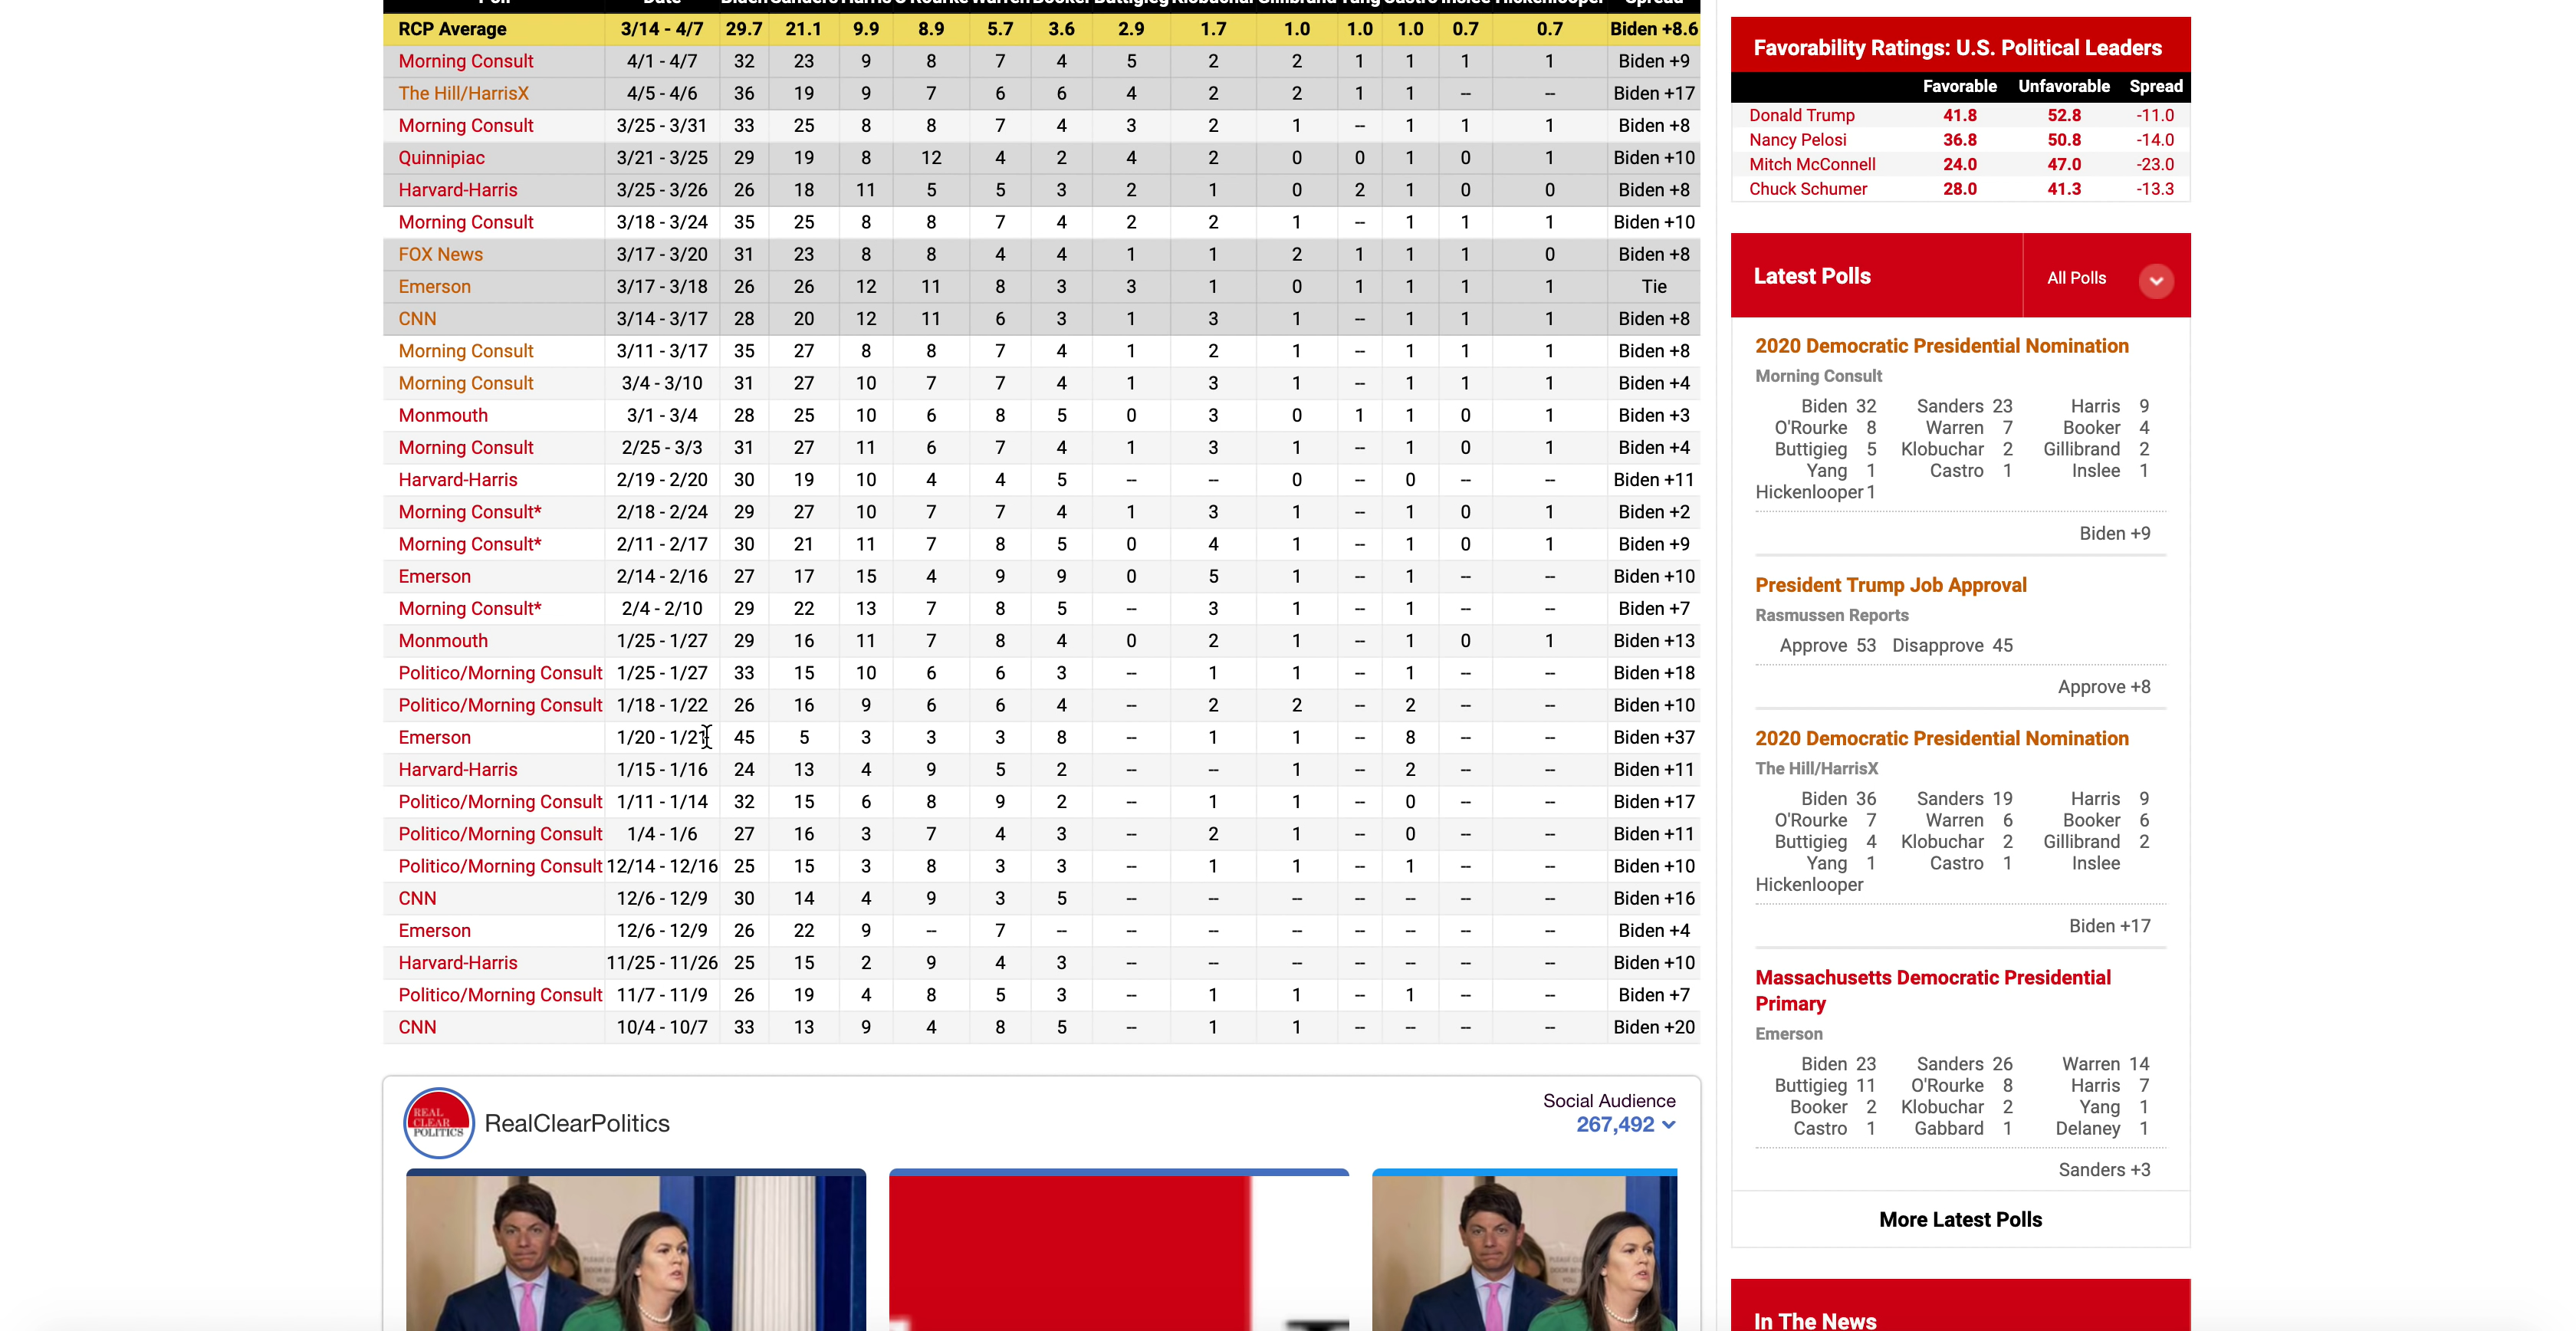 Poll Date Biden Sanders Harris O'Rourke Warren Booker Buttigieg Klobuchar Gillibrand Yang Castro Inslee Hickenlooper Spread
RCP Average 3/14 - 4/7 29.7 21.1 9.9 8.9 5.7 3.6 2.9 1.7 1.0 1.0 1.0 0.7 0.7 Biden +8.6
Morning Consult 4/1 - 4/7 32 23 9 8 7 4 5 2 2 1 1 1 1 Biden +9
The Hill/HarrisX 4/5 - 4/6 36 19 9 7 6 6 4 2 2 1 1 -- -- Biden +17
Morning Consult 3/25 - 3/31 33 25 8 8 7 4 3 2 1 -- 1 1 1 Biden +8
Quinnipiac 3/21 - 3/25 29 19 8 12 4 2 4 2 0 0 1 0 1 Biden +10
Harvard-Harris 3/25 - 3/26 26 18 11 5 5 3 2 1 0 2 1 0 0 Biden +8
Morning Consult 3/18 - 3/24 35 25 8 8 7 4 2 2 1 -- 1 1 1 Biden +10
FOX News 3/17 - 3/20 31 23 8 8 4 4 1 1 2 1 1 1 0 Biden +8
Emerson 3/17 - 3/18 26 26 12 11 8 3 3 1 0 1 1 1 1 Tie
CNN 3/14 - 3/17 28 20 12 11 6 3 1 3 1 -- 1 1 1 Biden +8
Morning Consult 3/11 - 3/17 35 27 8 8 7 4 1 2 1 -- 1 1 1 Biden +8
Morning Consult 3/4 - 3/10 31 27 10 7 7 4 1 3 1 -- 1 1 1 Biden +4
Monmouth 3/1 - 3/4 28 25 10 6 8 5 0 3 0 1 1 0 1 Biden +3
Morning Consult 2/25 - 3/3 31 27 11 6 7 4 1 3 1 -- 1 0 1 Biden +4
Harvard-Harris 2/19 - 2/20 30 19 10 4 4 5 -- -- 0 -- 0 -- -- Biden +11
Morning Consult* 2/18 - 2/24 29 27 10 7 7 4 1 3 1 -- 1 0 1 Biden +2
Morning Consult* 2/11 - 2/17 30 21 11 7 8 5 0 4 1 -- 1 0 1 Biden +9
Emerson 2/14 - 2/16 27 17 15 4 9 9 0 5 1 -- 1 -- -- Biden +10
Morning Consult* 2/4 - 2/10 29 22 13 7 8 5 -- 3 1 -- 1 -- -- Biden +7
Monmouth 1/25 - 1/27 29 16 11 7 8 4 0 2 1 -- 1 0 1 Biden +13
Politico/Morning Consult 1/25 - 1/27 33 15 10 6 6 3 -- 1 1 -- 1 -- -- Biden +18
Politico/Morning Consult 1/18 - 1/22 26 16 9 6 6 4 -- 2 2 -- 2 -- -- Biden +10
Emerson 1/20 - 1/21 45 5 3 3 3 8 -- 1 1 -- 8 -- -- Biden +37
Harvard-Harris 1/15 - 1/16 24 13 4 9 5 2 -- -- 1 -- 2 -- -- Biden +11
Politico/Morning Consult 1/11 - 1/14 32 15 6 8 9 2 -- 1 1 -- 0 -- -- Biden +17
Politico/Morning Consult 1/4 - 1/6 27 16 3 7 4 3 -- 2 1 -- 0 -- -- Biden +11
Politico/Morning Consult 12/14 - 12/16 25 15 3 8 3 3 -- 1 1 -- 1 -- -- Biden +10
CNN 12/6 - 12/9 30 14 4 9 3 5 -- -- -- -- -- -- -- Biden +16
Emerson 12/6 - 12/9 26 22 9 -- 7 -- -- -- -- -- -- -- -- Biden +4
Harvard-Harris 11/25 - 11/26 25 15 2 9 4 3 -- -- -- -- -- -- -- Biden +10
Politico/Morning Consult 11/7 - 11/9 26 19 4 8 5 3 -- 1 1 -- 1 -- -- Biden +7
CNN 10/4 - 10/7 33 13 9 4 8 5 -- 1 1 -- -- -- -- Biden +20
REAL
CLEAR
POLITICS
RealClearPolitics
Social Audience
267,492
Favorability Ratings: U.S. Political Leaders
Favorable Unfavorable Spread
Donald Trump 41.8 52.8 -11.0
Nancy Pelosi 36.8 50.8 -14.0
Mitch McConnell 24.0 47.0 -23.0
Chuck Schumer 28.0 41.3 -13.3
Latest Polls All Polls
2020 Democratic Presidential Nomination
Morning Consult
Biden 32 Sanders 23 Harris 9
O'Rourke 8 Warren 7 Booker 4
Buttigieg 5 Klobuchar 2 Gillibrand 2
Yang 1 Castro 1 Inslee 1
Hickenlooper 1
Biden +9
President Trump Job Approval
Rasmussen Reports
Approve 53 Disapprove 45
Approve +8
2020 Democratic Presidential Nomination
The Hill/HarrisX
Biden 36 Sanders 19 Harris 9
O'Rourke 7 Warren 6 Booker 6
Buttigieg 4 Klobuchar 2 Gillibrand 2
Yang 1 Castro 1 Inslee
Hickenlooper
Biden +17
Massachusetts Democratic Presidential
Primary
Emerson
Biden 23 Sanders 26 Warren 14
Buttigieg 11 O'Rourke 8 Harris 7
Booker 2 Klobuchar 2 Yang 1
Castro 1 Gabbard 1 Delaney 1
Sanders +3
More Latest Polls
In The News